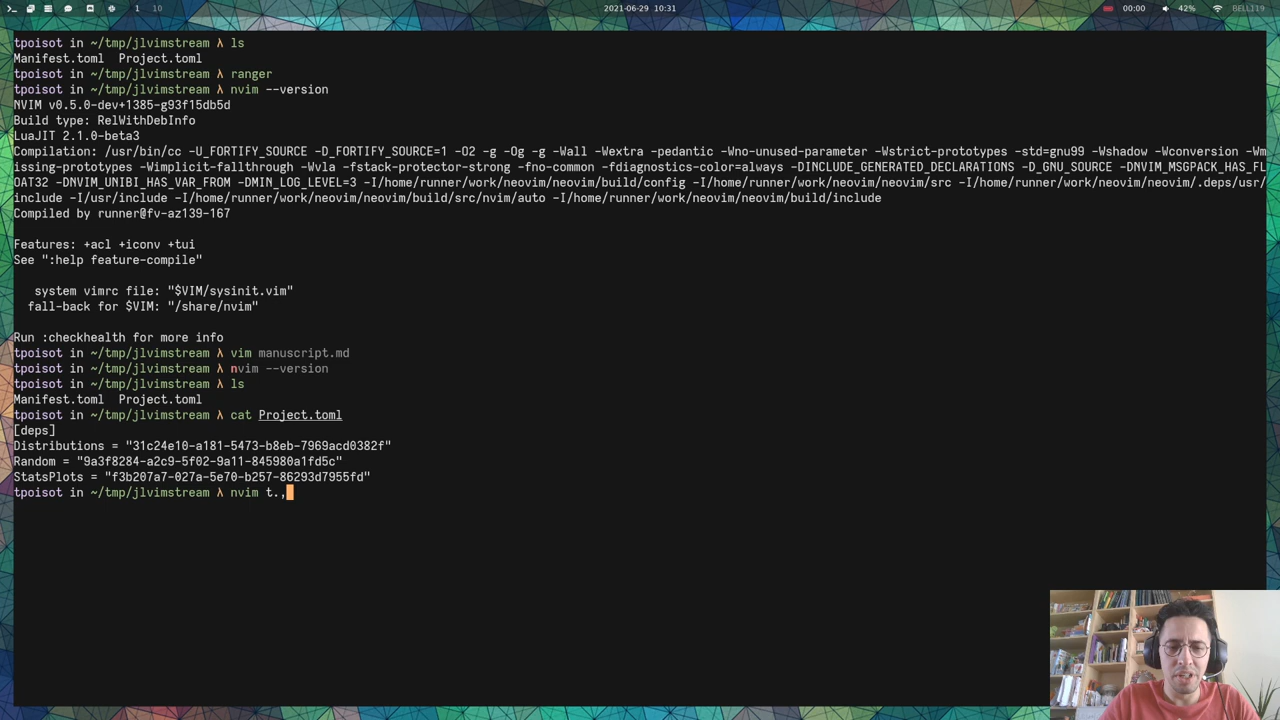 1 10 2021-06-29 10:31 00:00 42% BELL119
tpoisot in ~/tmp/jlvimstream λ ls
Manifest.toml  Project.toml
tpoisot in ~/tmp/jlvimstream λ ranger
tpoisot in ~/tmp/jlvimstream λ nvim --version
NVIM v0.5.0-dev+1385-g93f15db5d
Build type: RelWithDebInfo
LuaJIT 2.1.0-beta3
Compilation: /usr/bin/cc -U_FORTIFY_SOURCE -D_FORTIFY_SOURCE=1 -O2 -g -Og -g -Wall -Wextra -pedantic -Wno-unused-parameter -Wstrict-prototypes -std=gnu99 -Wshadow -Wconversion -Wm
issing-prototypes -Wimplicit-fallthrough -Wvla -fstack-protector-strong -fno-common -fdiagnostics-color=always -DINCLUDE_GENERATED_DECLARATIONS -D_GNU_SOURCE -DNVIM_MSGPACK_HAS_FL
OAT32 -DNVIM_UNIBI_HAS_VAR_FROM -DMIN_LOG_LEVEL=3 -I/home/runner/work/neovim/neovim/build/config -I/home/runner/work/neovim/neovim/src -I/home/runner/work/neovim/neovim/.deps/usr/
include -I/usr/include -I/home/runner/work/neovim/neovim/build/src/nvim/auto -I/home/runner/work/neovim/neovim/build/include
Compiled by runner@fv-az139-167
Features: +acl +iconv +tui
See ":help feature-compile"
system vimrc file: "$VIM/sysinit.vim"
fall-back for $VIM: "/share/nvim"
Run :checkhealth for more info
tpoisot in ~/tmp/jlvimstream λ vim manuscript.md
tpoisot in ~/tmp/jlvimstream λ nvim --version
tpoisot in ~/tmp/jlvimstream λ ls
Manifest.toml  Project.toml
tpoisot in ~/tmp/jlvimstream λ cat Project.toml
[deps]
Distributions = "31c24e10-a181-5473-b8eb-7969acd0382f"
Random = "9a3f8284-a2c9-5f02-9a11-845980a1fd5c"
StatsPlots = "f3b207a7-027a-5e70-b257-86293d7955fd"
tpoisot in ~/tmp/jlvimstream λ nvim t.,